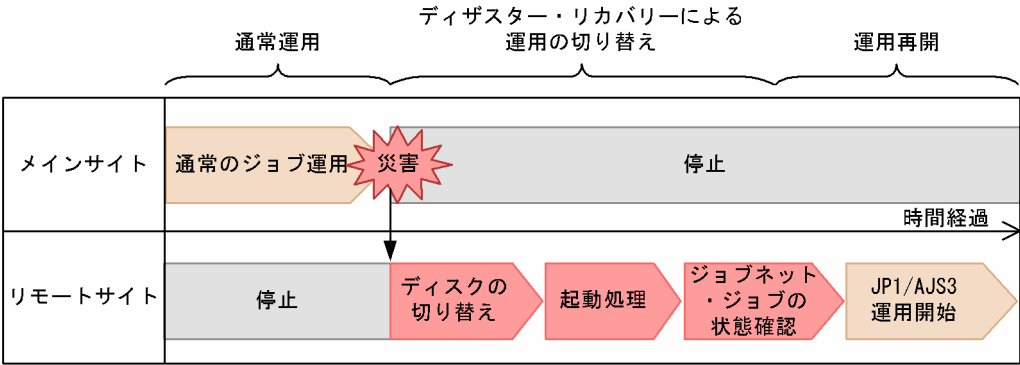 ディザスター・リカバリーによる
運用の切り替え
通常運用
運用再開
メインサイト
通常のジョブ運用
災害
停止
時間経過
リモートサイト
停止
ディスクの
切り替え
起動処理
ジョブネット
・ジョブの
状態確認
JP1/AJS3
運用開始